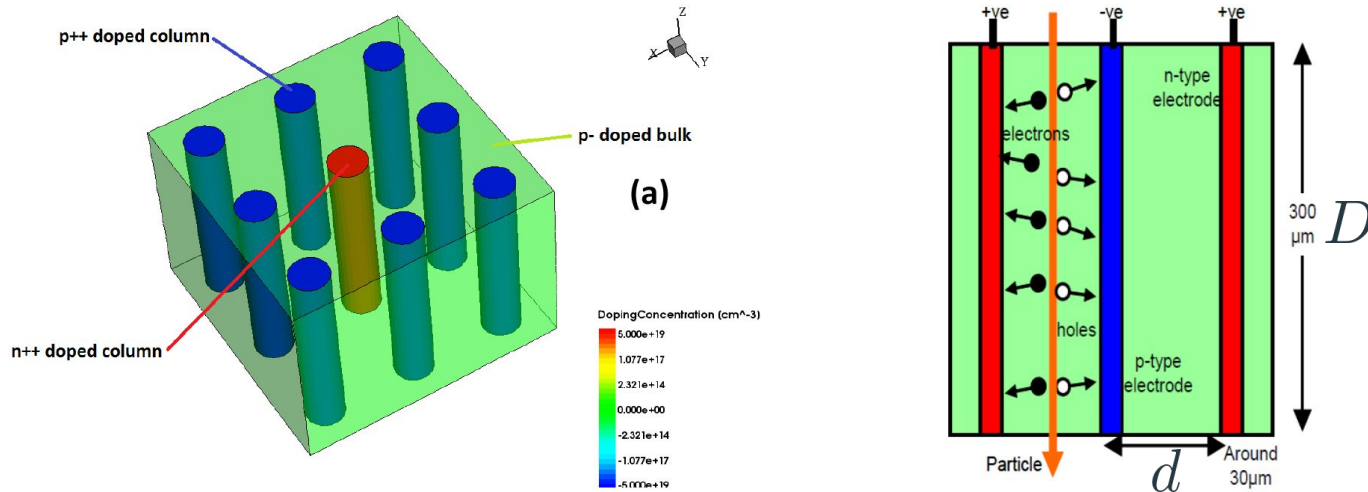 p++ doped column
p- doped bulk
n++ doped column
(a)
Z
X
Y
DopingConcentration (cm^-3)
5.000e+19
1.077e+17
2.321e+14
0.000e+00
-2.321e+14
-1.077e+17
-5.000e+19
+ve
-ve
+ve
n-type
electrode
electrons
holes
p-type
electrode
300
µm
D
Particle
d
Around
30µm